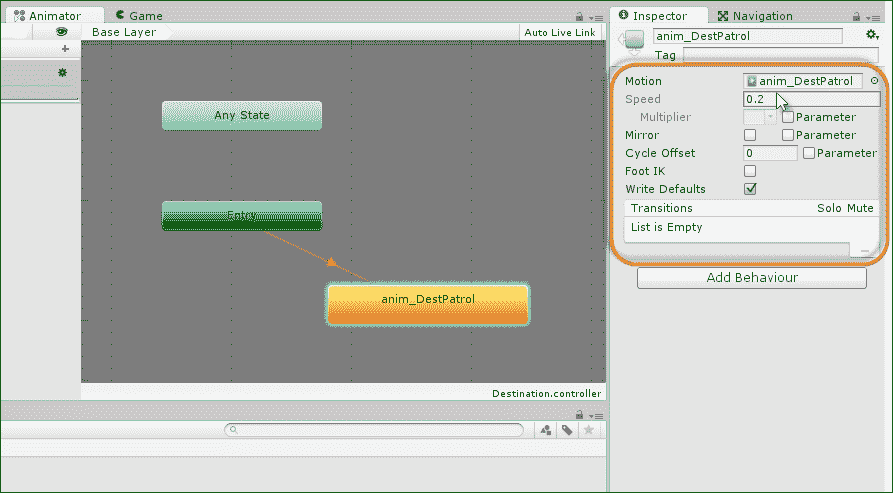 Animator Game
Base Layer Auto Live Link
Any State
Entry
anim_DestPatrol
Destination.controller
Inspector Navigation
anim_DestPatrol
Tag
Motion anim_DestPatrol
Speed 0.2
Multiplier Parameter
Mirror Parameter
Cycle Offset 0 Parameter
Foot IK
Write Defaults
Transitions Solo Mute
List is Empty
Add Behaviour